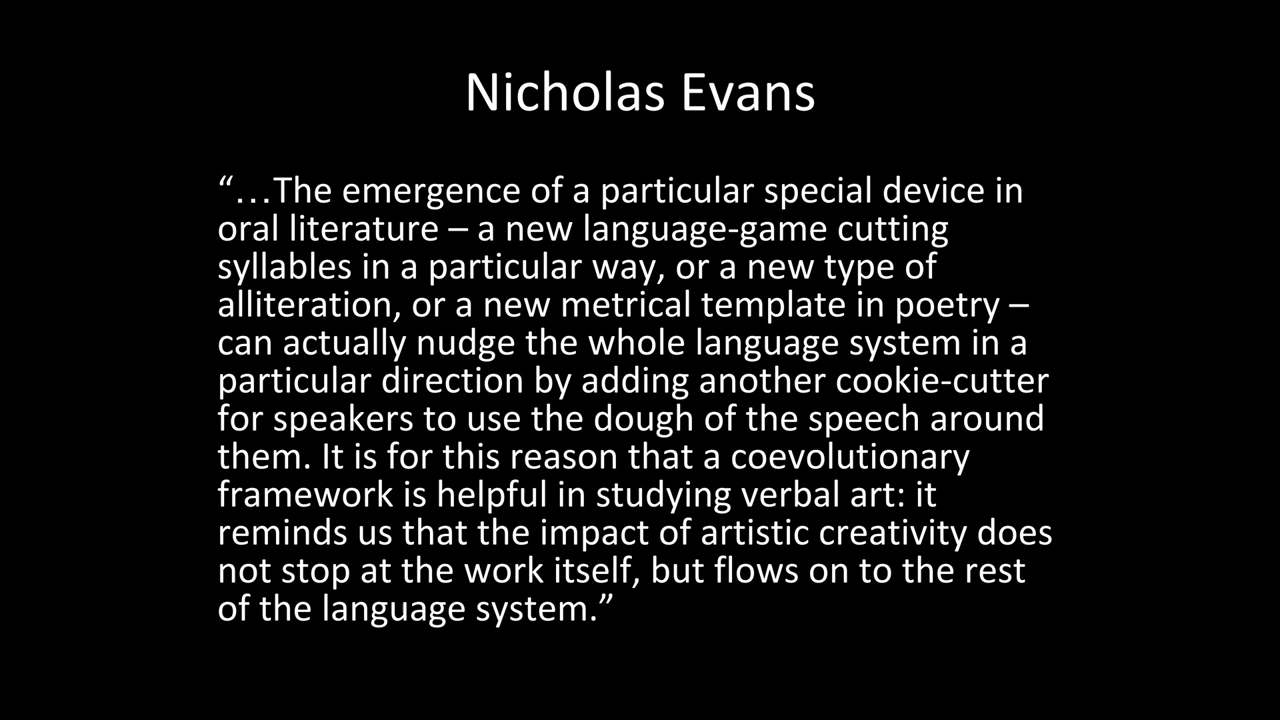 Nicholas Evans
“…The emergence of a particular special device in
oral literature – a new language-game cutting
syllables in a particular way, or a new type of
alliteration, or a new metrical template in poetry –
can actually nudge the whole language system in a
particular direction by adding another cookie-cutter
for speakers to use the dough of the speech around
them. It is for this reason that a coevolutionary
framework is helpful in studying verbal art: it
reminds us that the impact of artistic creativity does
not stop at the work itself, but flows on to the rest
of the language system.”